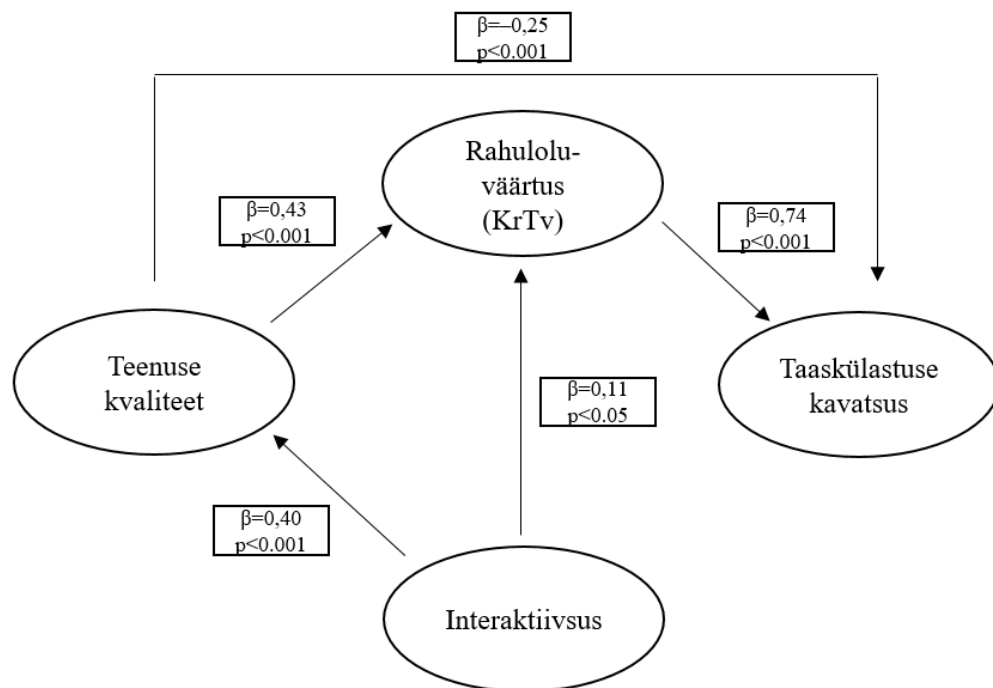 β=–0,25
p<0.001
Rahulolu-
väärtus
(KrTv)
β=0,43
p<0.001
β=0,74
p<0.001
Teenuse
kvaliteet
Taaskülastuse
kavatsus
β=0,11
p<0.05
β=0,40
p<0.001
Interaktiivsus